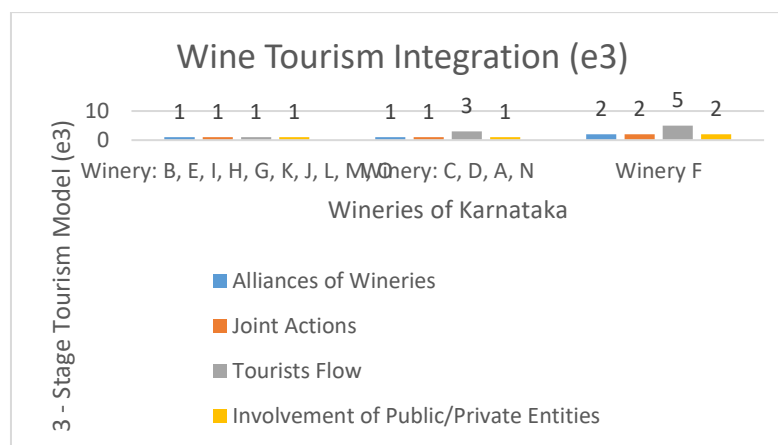 Wine Tourism Integration (e3)
3 - Stage Tourism Model (e3)
10
0
1 1 1 1 1 1 3 1 2 2 5 2
Winery: B, E, I, H, G, K, J, L, M, O
Winery: C, D, A, N
Winery F
Wineries of Karnataka
Alliances of Wineries
Joint Actions
Tourists Flow
Involvement of Public/Private Entities